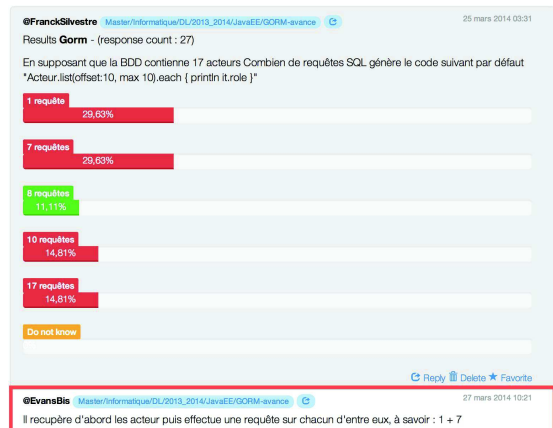 @FranckSilvestre Master/Informatique/DL/2013_2014/JavaEE/GORM-avance 25 mars 2014 03:31
Results Gorm - (response count : 27)
En supposant que la BDD contienne 17 acteurs Combien de requêtes SQL génère le code suivant par défaut
"Acteur.list(offset:10, max 10).each { println it.role }"
1 requête
29,63%
7 requêtes
29,63%
8 requêtes
11,11%
10 requêtes
14,81%
17 requêtes
14,81%
Do not know
Reply Delete Favorite
@EvansBis Master/Informatique/DL/2013_2014/JavaEE/GORM-avance 27 mars 2014 10:21
Il recupère d'abord les acteur puis effectue une requête sur chacun d'entre eux, à savoir : 1 + 7